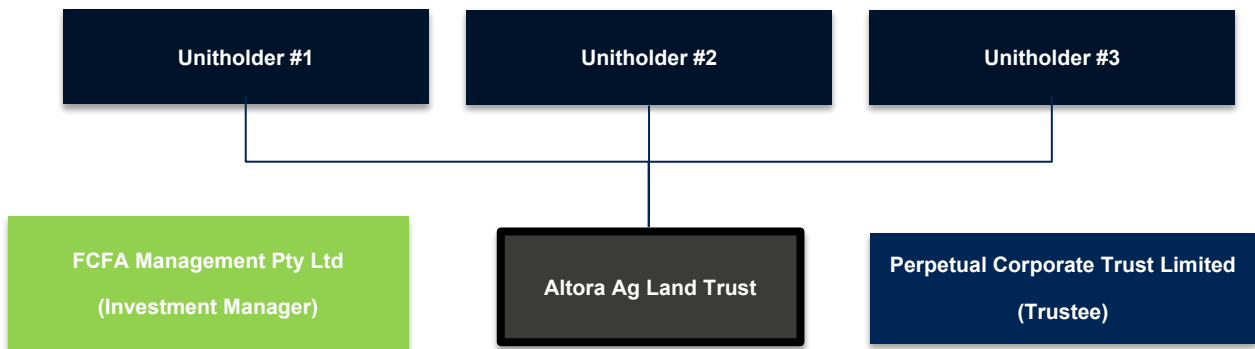 Unitholder #1
Unitholder #2
Unitholder #3
FCFA Management Pty Ltd
(Investment Manager)
Altora Ag Land Trust
Perpetual Corporate Trust Limited
(Trustee)